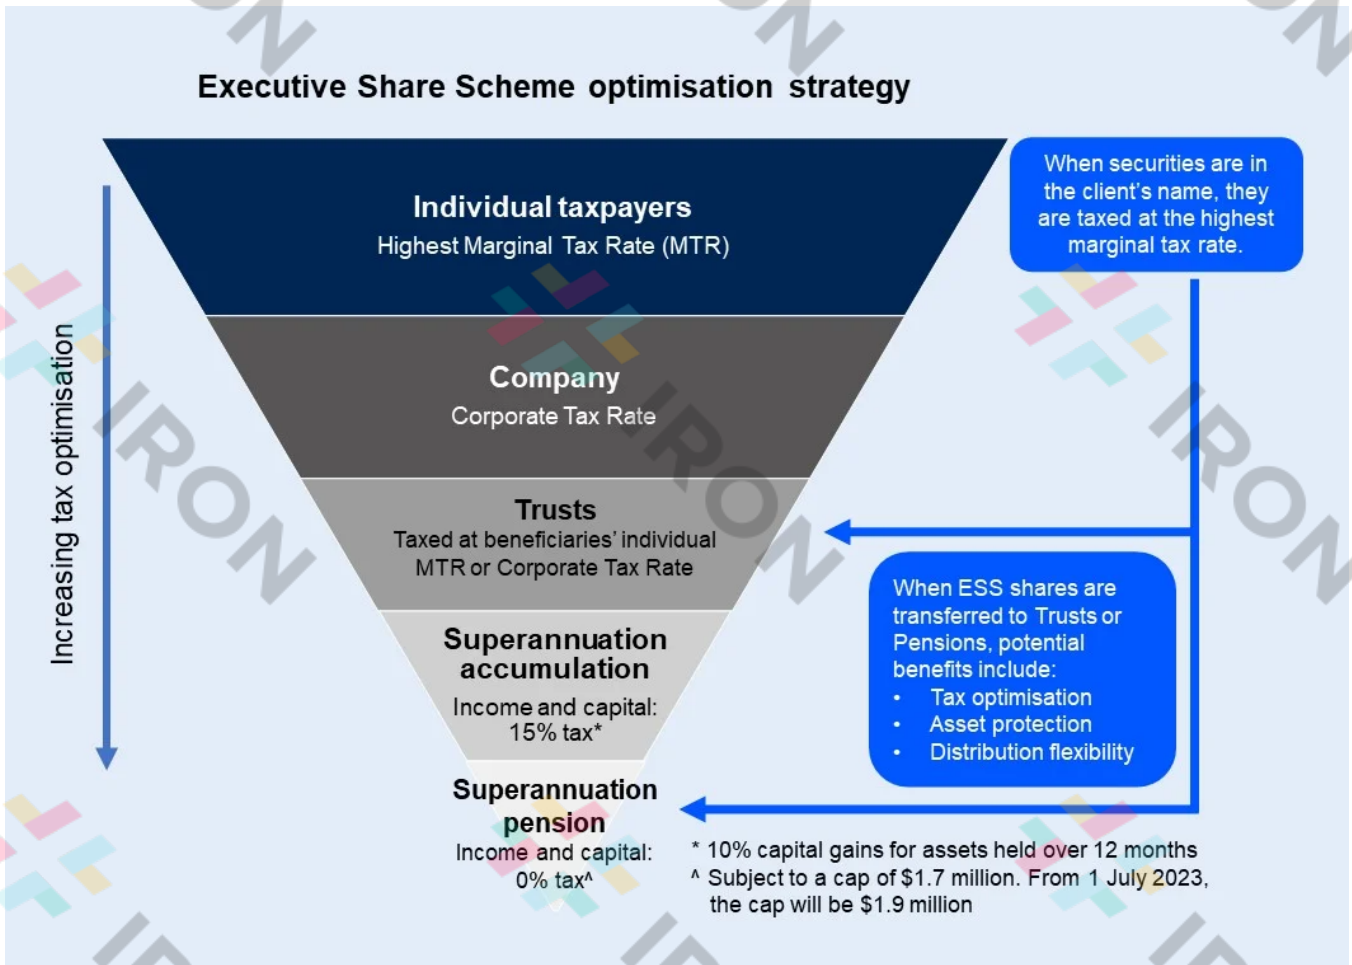 Executive Share Scheme optimisation strategy
Individual taxpayers
Highest Marginal Tax Rate (MTR)
When securities are in
the client's name, they
are taxed at the highest
marginal tax rate.
Company
Corporate Tax Rate
Increasing tax optimisation
Trusts
Taxed at beneficiaries' individual
MTR or Corporate Tax Rate
When ESS shares are
transferred to Trusts or
Pensions, potential
benefits include:
• Tax optimisation
• Asset protection
• Distribution flexibility
Superannuation
accumulation
Income and capital:
15% tax*
Superannuation
pension
Income and capital:
0% tax^
* 10% capital gains for assets held over 12 months
^ Subject to a cap of $1.7 million. From 1 July 2023,
the cap will be $1.9 million
IRON
IRON
IRON